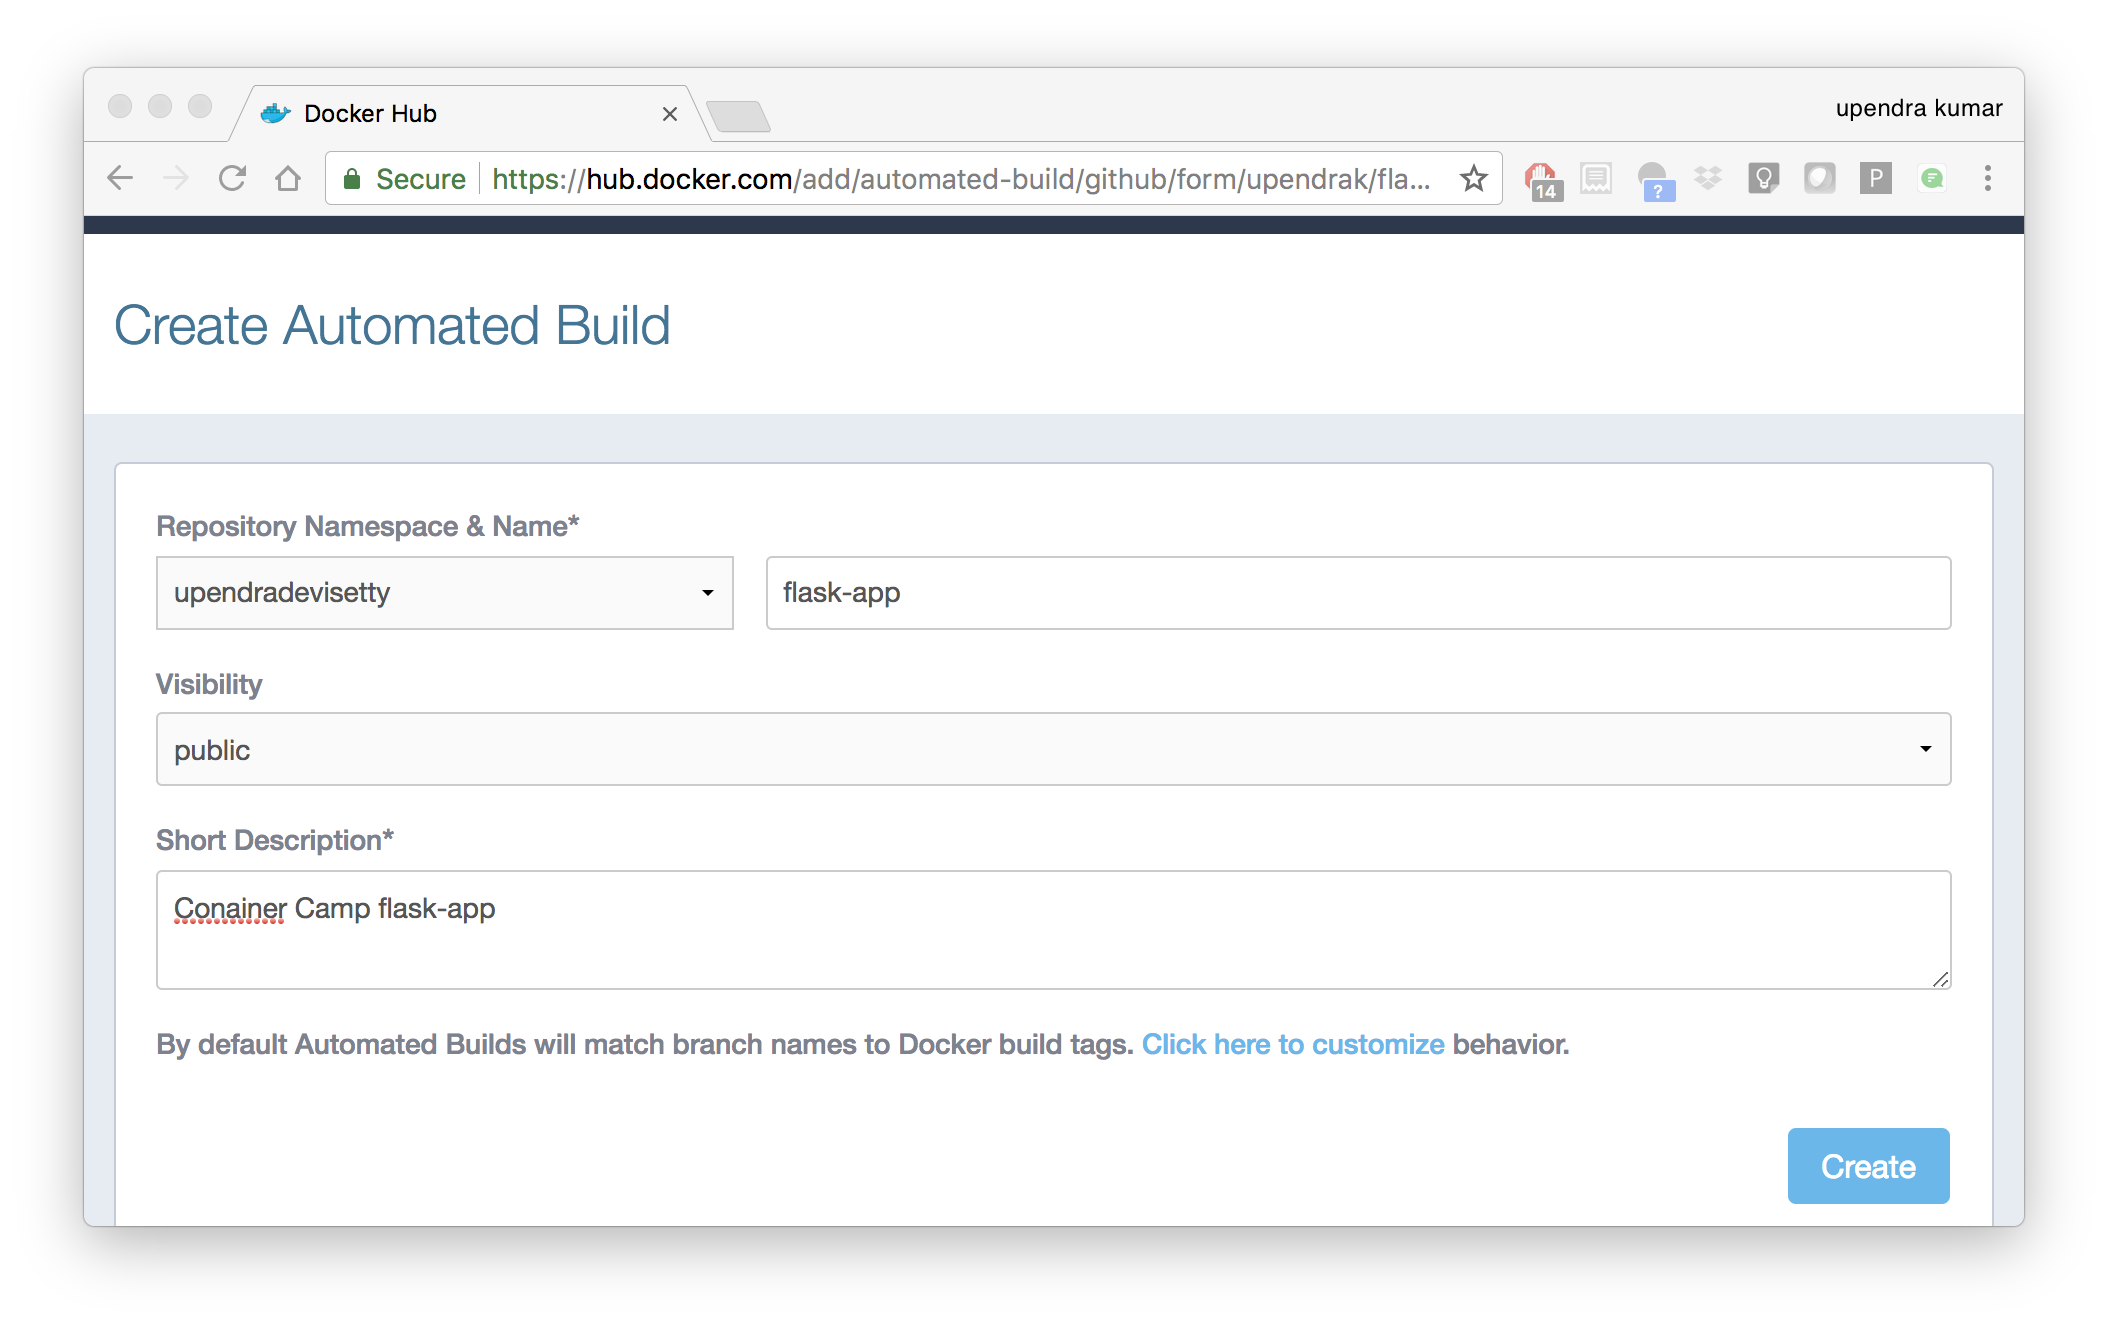 Docker Hub
upendra kumar
Secure https://hub.docker.com/add/automated-build/github/form/upendrak/fla...
14
?
P
Create Automated Build
Repository Namespace & Name*
upendradevisetty
flask-app
Visibility
public
Short Description*
Conainer Camp flask-app
By default Automated Builds will match branch names to Docker build tags. Click here to customize behavior.
Create